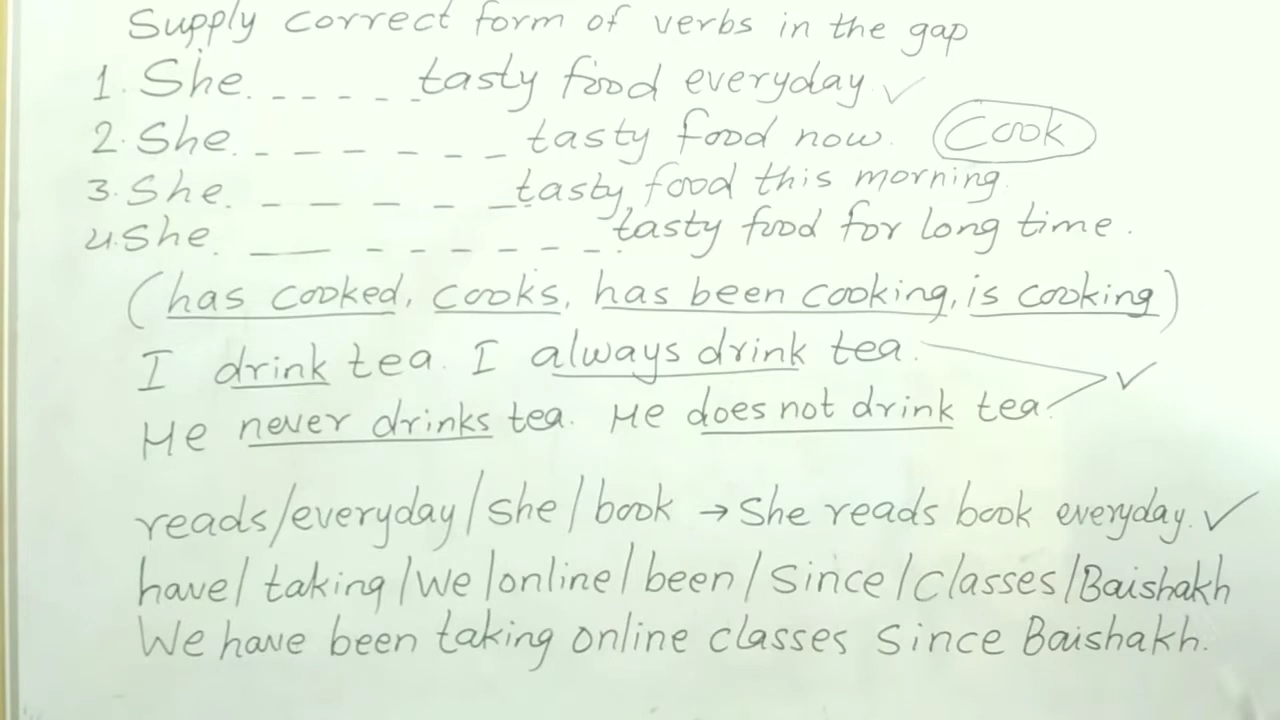 Supply correct form of verbs in the gap
1. She. _ _ _ _ _ tasty food everyday. ✓
2. She. _ _ _ _ _ _ _ tasty food now. Cook
3. She. _ _ _ _ _ tasty food this morning.
4. She. _ _ _ _ _ _ _ tasty food for long time.
(has cooked, cooks, has been cooking, is cooking)
I drink tea. I always drink tea. ✓
He never drinks tea. He does not drink tea.
reads/everyday/she/book → She reads book everyday. ✓
have/taking/We/online/been/Since/Classes/Baishakh
We have been taking online classes Since Baishakh.